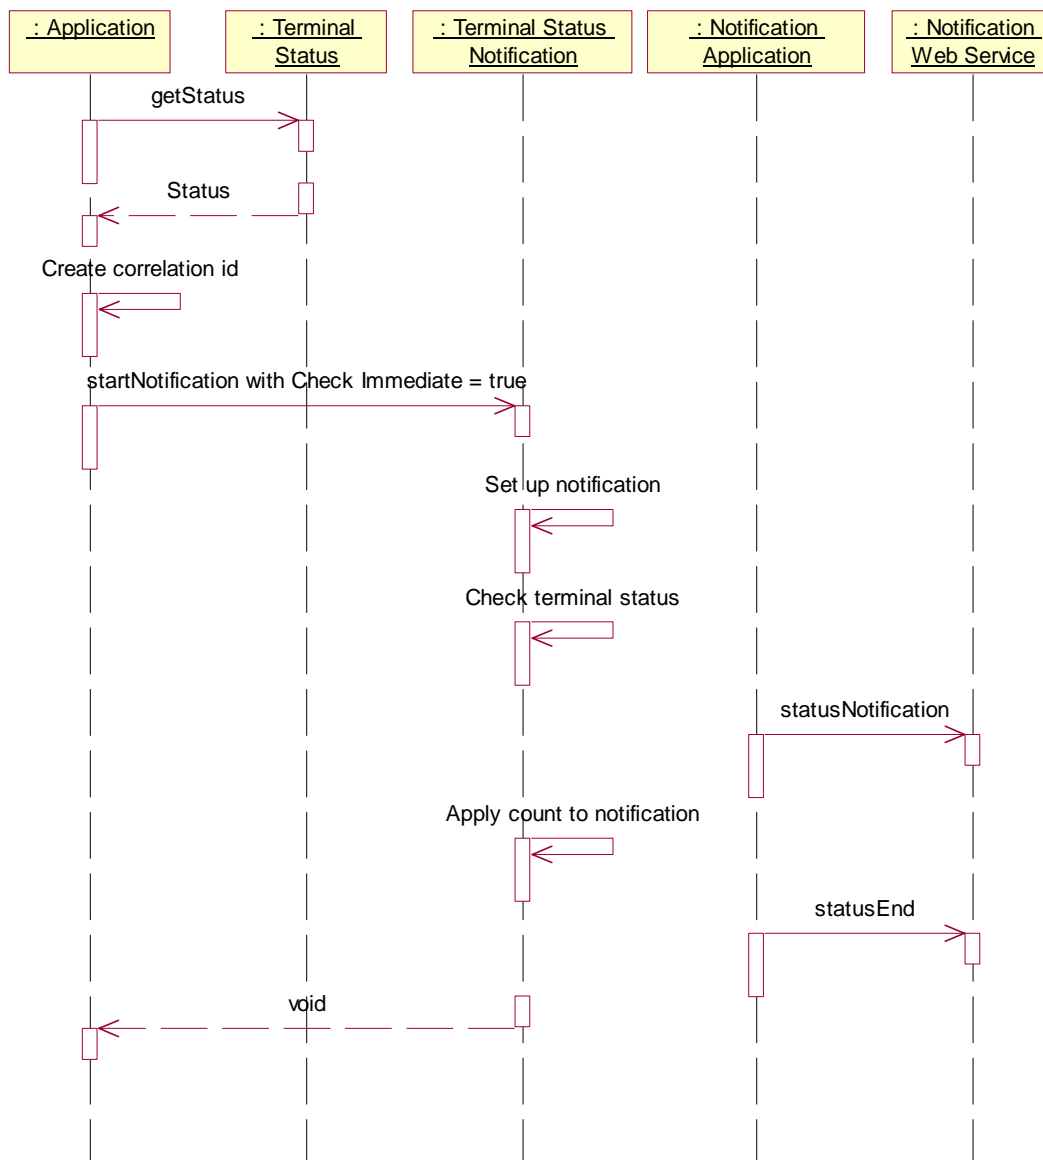 : Application
: Terminal
Status
: Terminal Status
Notification
: Notification
Application
: Notification
Web Service
getStatus
Status
Create correlation id
startNotification with Check Immediate = true
Set up notification
Check terminal status
statusNotification
Apply count to notification
statusEnd
void